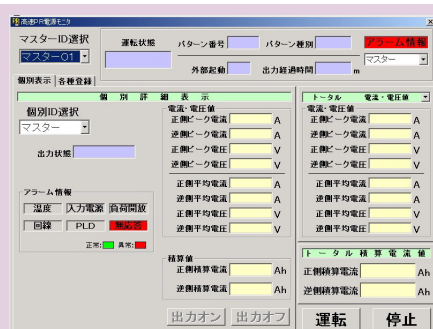 高速PR電源モニタ
マスターID選択
マスター01
運転状態
パターン番号
パターン種別
アラーム情報
マスター
外部起動
出力経過時間
m
個別表示
各種登録
個別詳細表示
個別ID選択
マスター
出力状態
アラーム情報
温度
入力電源
負荷開放
回線
PLD
無応答
正常:
異常:
電流・電圧値
正側ピーク電流
A
逆側ピーク電流
A
正側ピーク電圧
V
逆側ピーク電圧
V
正側平均電流
A
逆側平均電流
A
正側平均電圧
V
逆側平均電圧
V
積算値
正側積算電流
Ah
逆側積算電流
Ah
出力オン
出力オフ
トータル 電流・電圧値
電流・電圧値
正側ピーク電流
A
逆側ピーク電流
A
正側ピーク電圧
V
逆側ピーク電圧
V
正側平均電流
A
逆側平均電流
A
正側平均電圧
V
逆側平均電圧
V
トータル積算電流値
正側積算電流
Ah
逆側積算電流
Ah
運転
停止